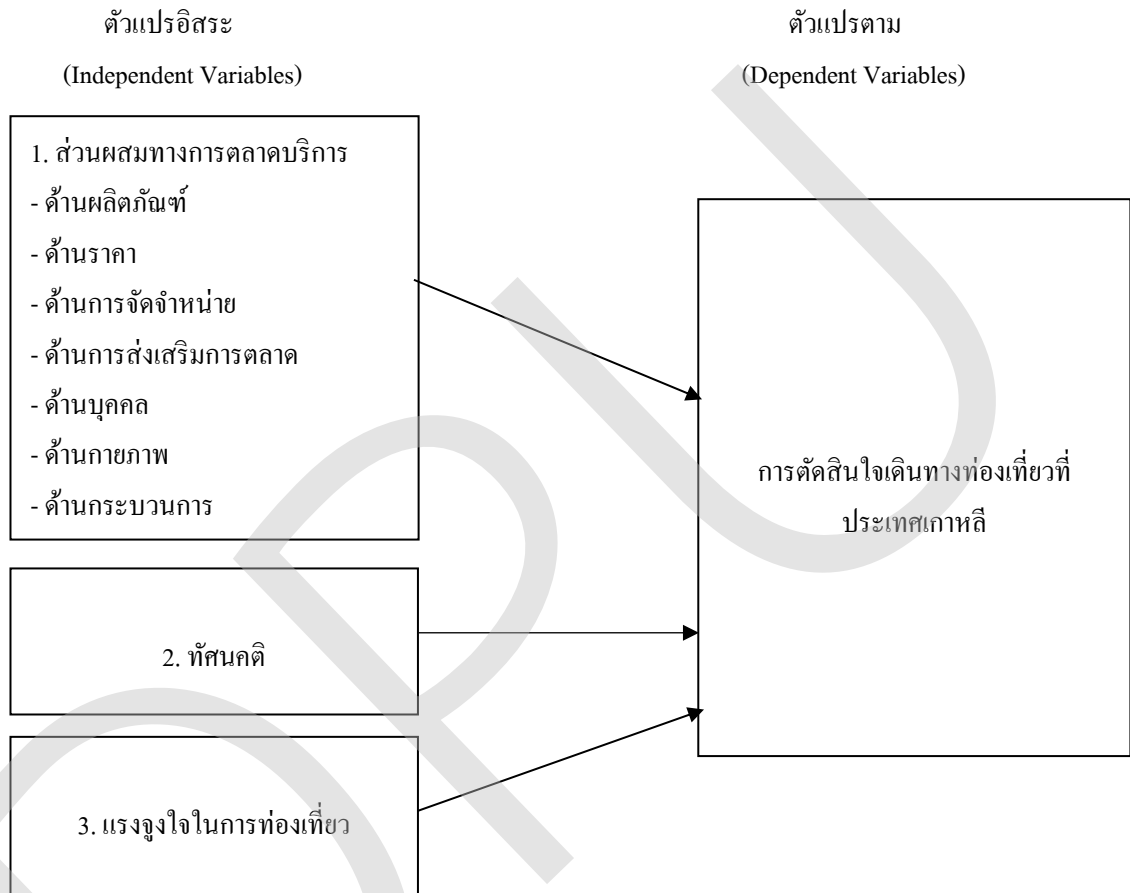 ตัวแปรอิสระ
(Independent Variables)
ตัวแปรตาม
(Dependent Variables)
1. ส่วนผสมทางการตลาดบริการ
- ด้านผลิตภัณฑ์
- ด้านราคา
- ด้านการจัดจำหน่าย
- ด้านการส่งเสริมการตลาด
- ด้านบุคคล
- ด้านกายภาพ
- ด้านกระบวนการ
2. ทัศนคติ
3. แรงจูงใจในการท่องเที่ยว
การตัดสินใจเดินทางท่องเที่ยวที่
ประเทศเกาหลี
DPU